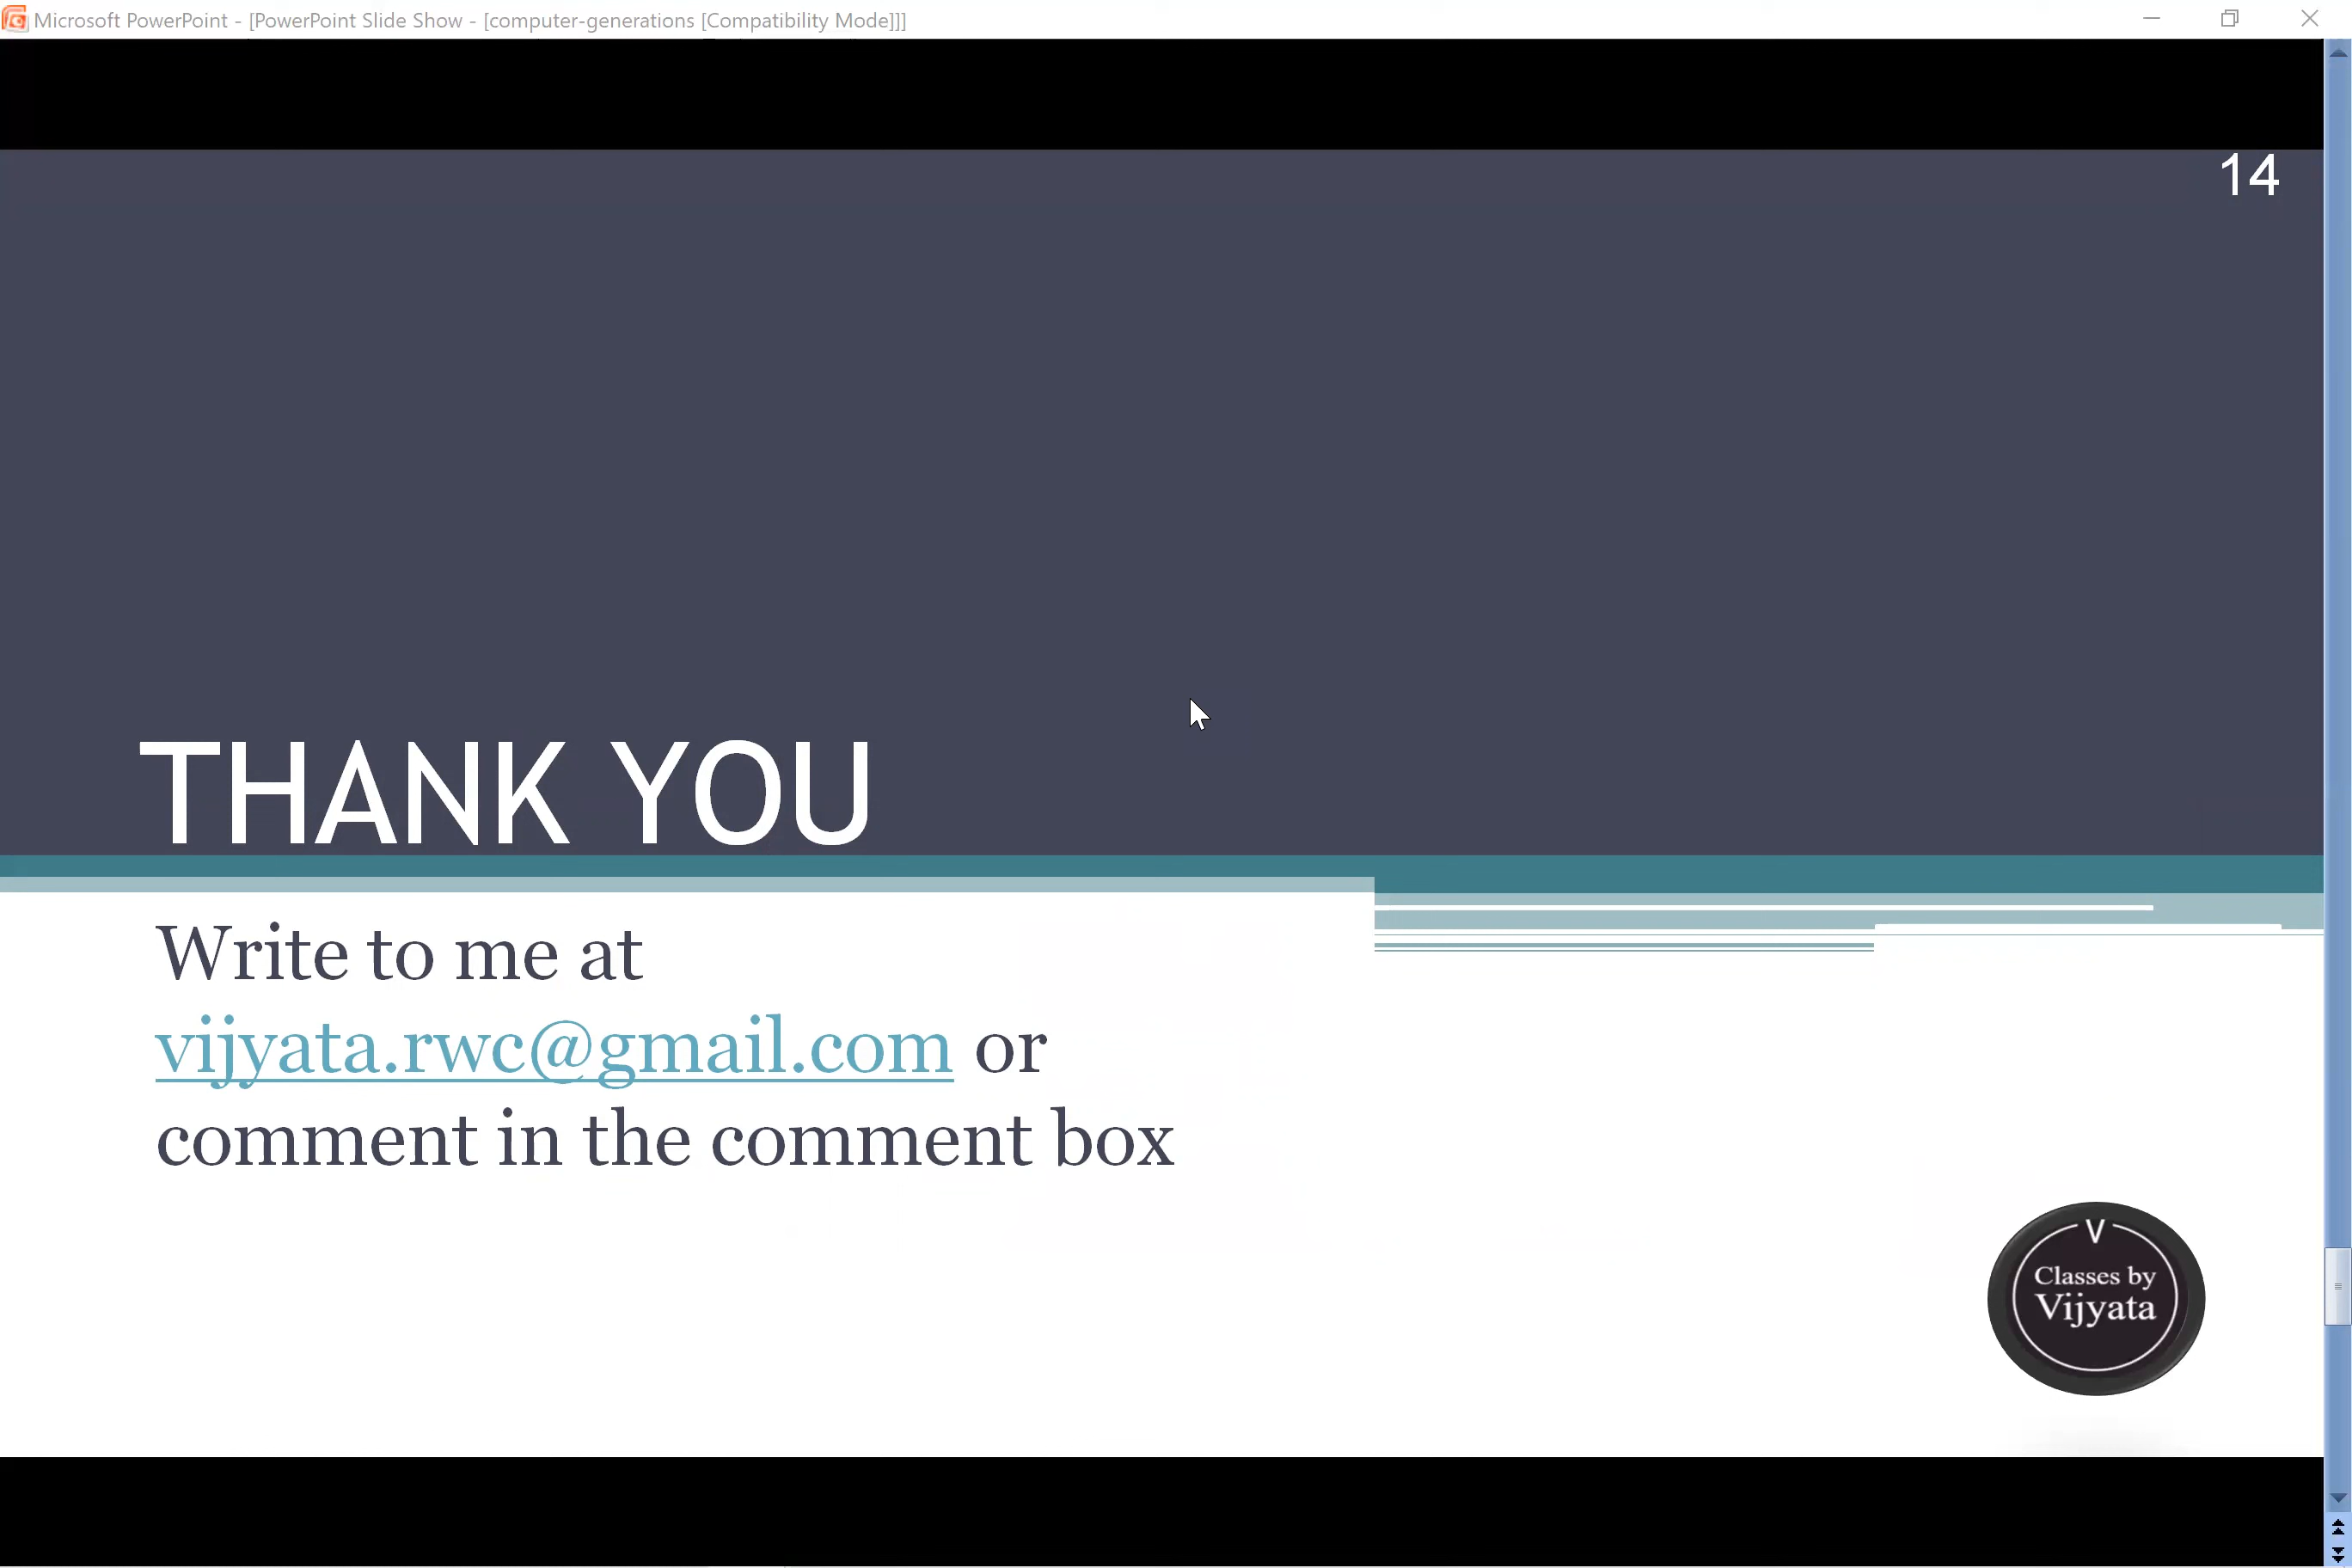 Microsoft PowerPoint - [PowerPoint Slide Show - [computer-generations [Compatibility Mode]]]
14
THANK YOU
Write to me at
vijyata.rwc@gmail.com or
comment in the comment box
V
Classes by
Vijyata